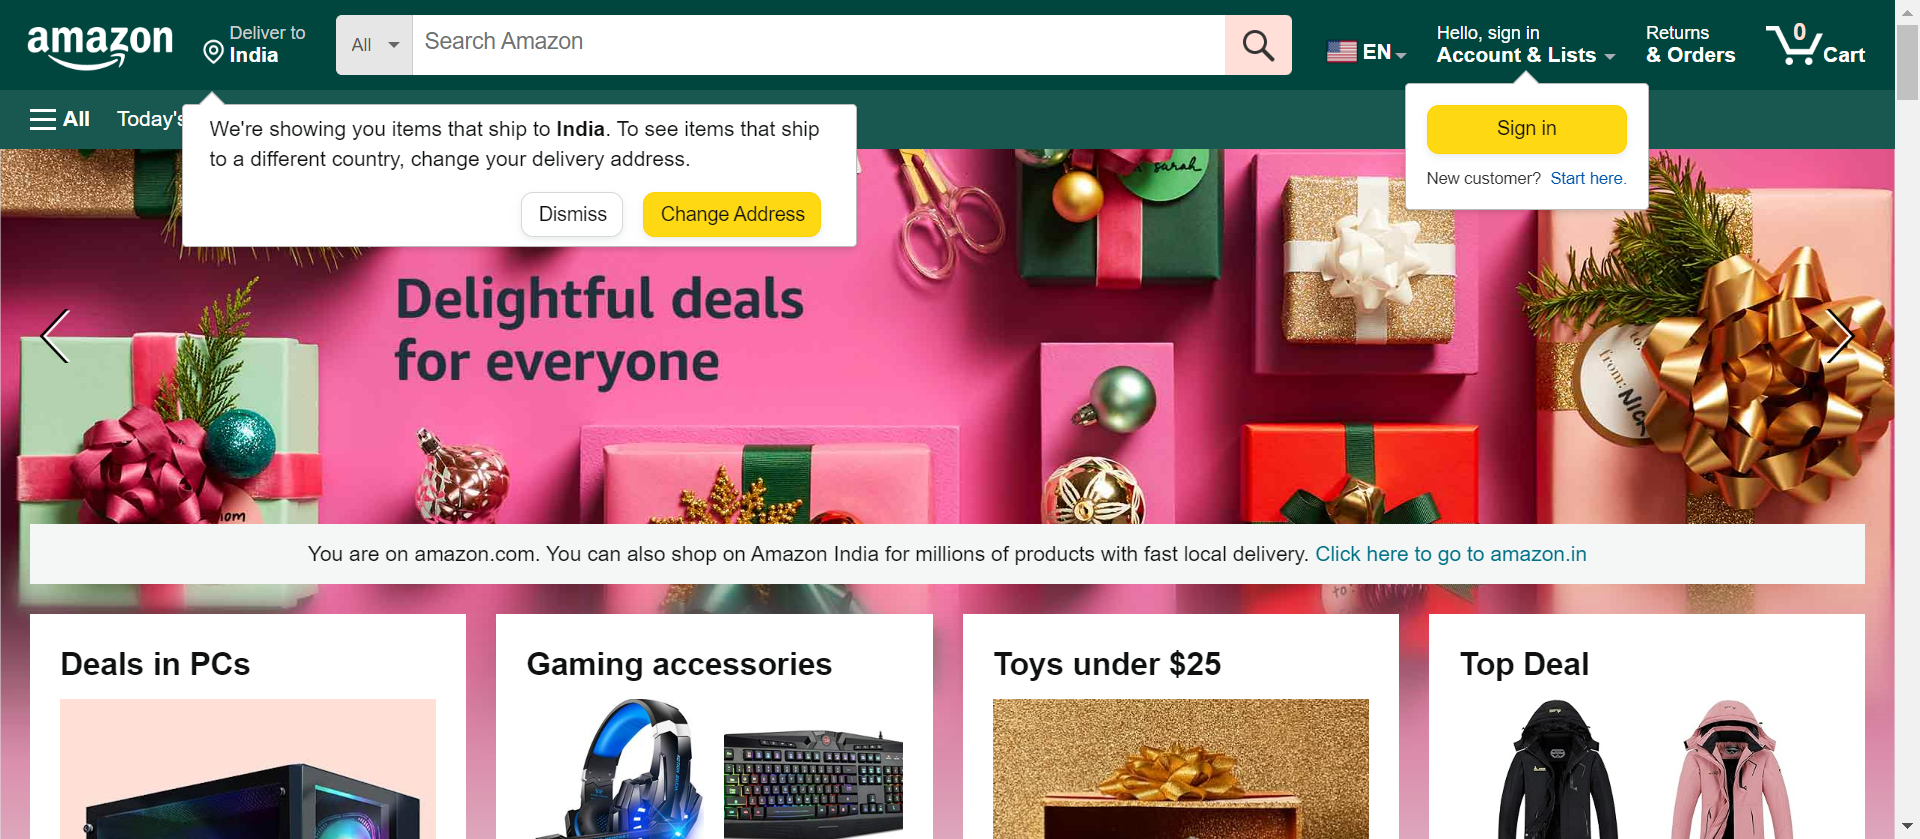 amazon
Deliver to
India
All
Search Amazon
EN
Hello, sign in
Account & Lists
Returns
& Orders
0
Cart
All
Today's
We're showing you items that ship to India. To see items that ship
to a different country, change your delivery address.
Dismiss
Change Address
Sign in
New customer? Start here.
sarah
Delightful deals
for everyone
to:
from:
You are on amazon.com. You can also shop on Amazon India for millions of products with fast local delivery. Click here to go to amazon.in
to:
Deals in PCs
Gaming accessories
Toys under $25
Top Deal